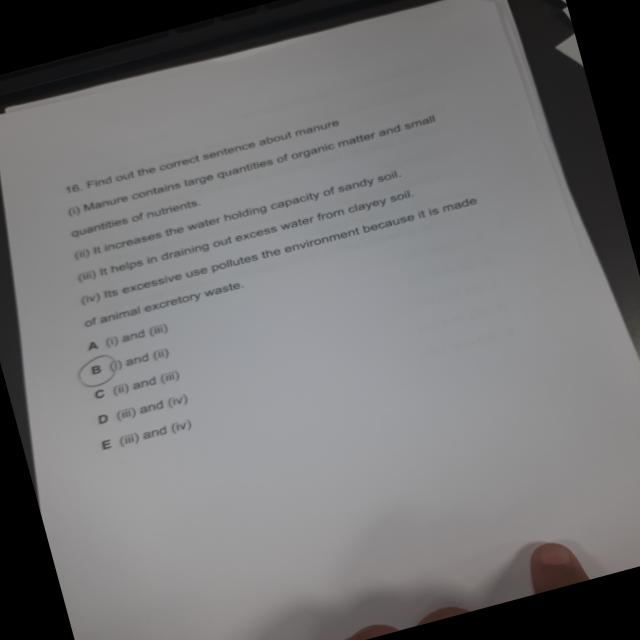 16. Find out the correct sentence about manure
(i) Manure contains large quantities of organic matter and small
quantities of nutrients.
(ii) It increases the water holding capacity of sandy soil.
(iii) It helps in draining out excess water from clayey soil.
(iv) Its excessive use pollutes the environment because it is made
of animal excretory waste.
A (i) and (iii)
B (i) and (ii)
C (ii) and (iii)
D (iii) and (iv)
E (iii) and (iv)